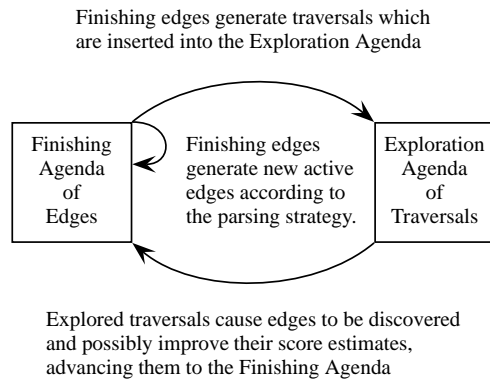 Finishing edges generate traversals which
are inserted into the Exploration Agenda
Finishing
Agenda
of
Edges
Finishing edges
generate new active
edges according to
the parsing strategy.
Exploration
Agenda
of
Traversals
Explored traversals cause edges to be discovered
and possibly improve their score estimates,
advancing them to the Finishing Agenda